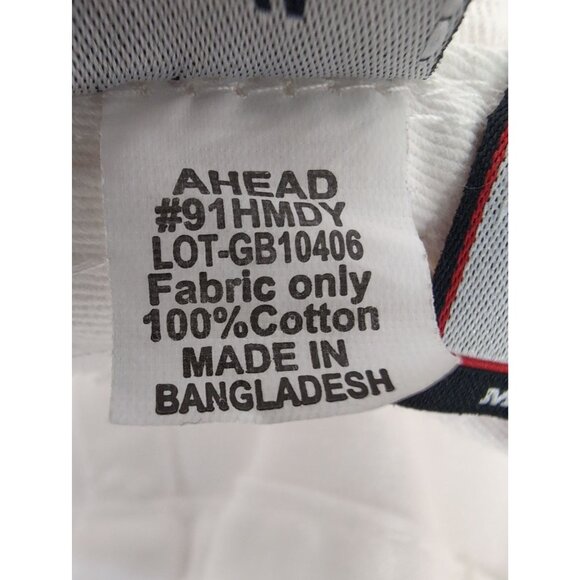 AHEAD
#91HMDY
LOT-GB10406
Fabric only
100%Cotton
MADE IN
BANGLADESH